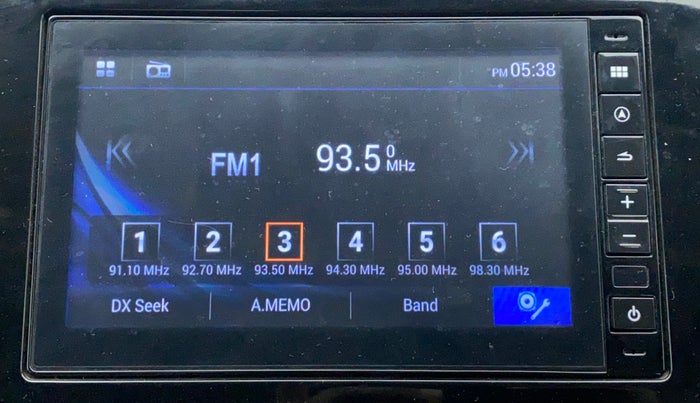 PM 05:38
FM1 93.50 MHz
1 2 3 4 5 6
91.10 MHz 92.70 MHz 93.50 MHz 94.30 MHz 95.00 MHz 98.30 MHz
DX Seek A.MEMO Band